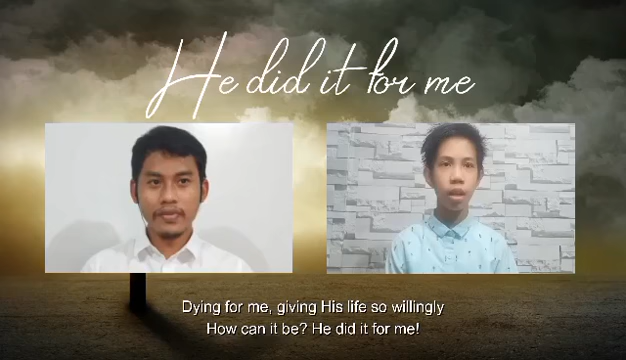 He did it for me
Dying for me, giving His life so willingly
How can it be? He did it for me!